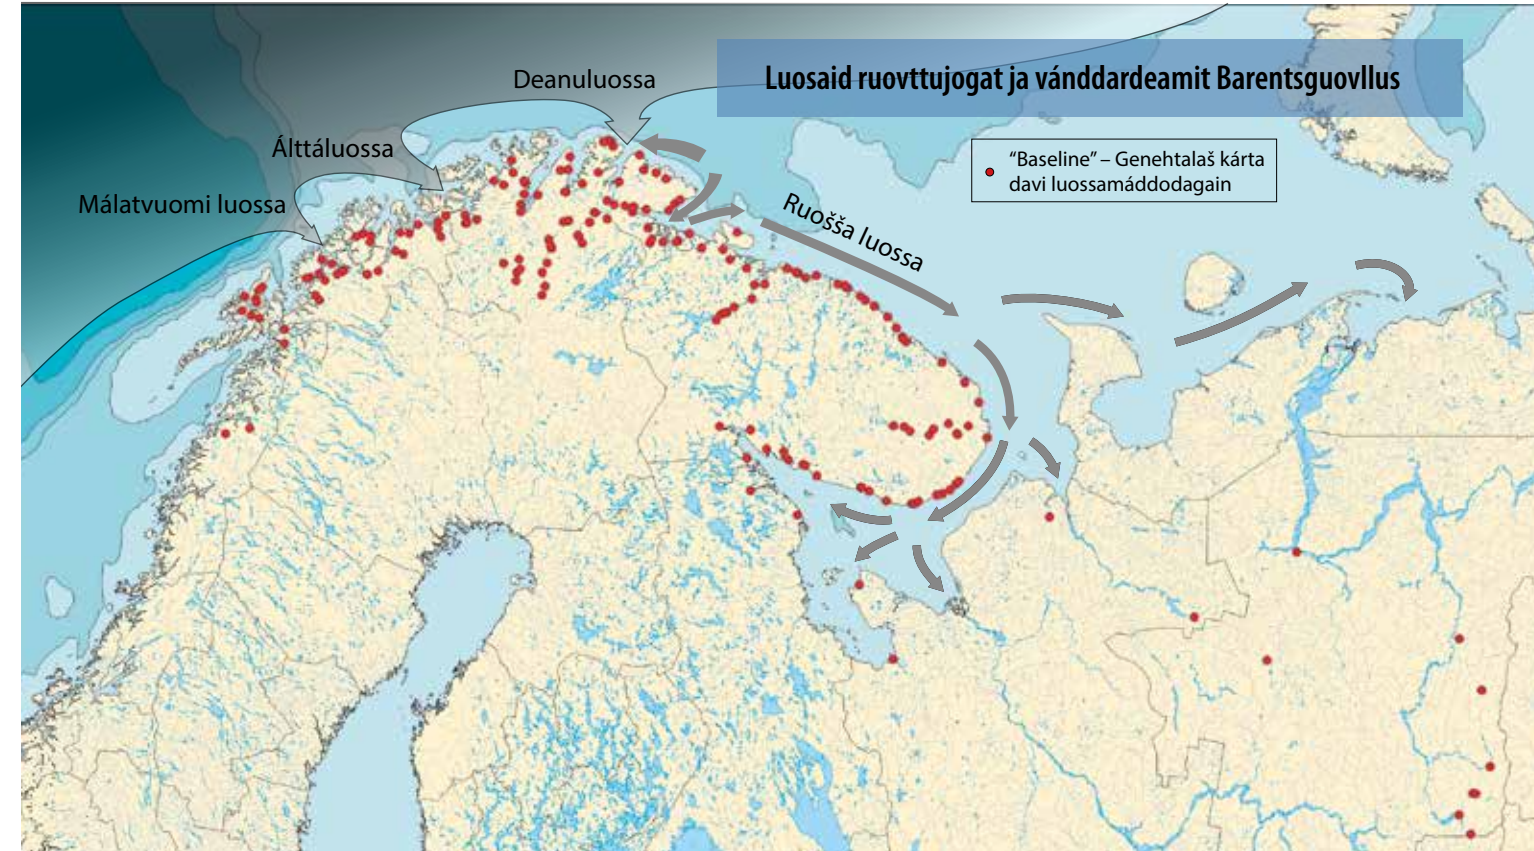 Luosaid ruovttujogat ja vánddardeamit Barentsguovllus
Deanuluossa
Álttáluossa
Málatvuomi luossa
“Baseline” – Genehtalaš kárta
davi luossamáddodagain
Ruošša luossa